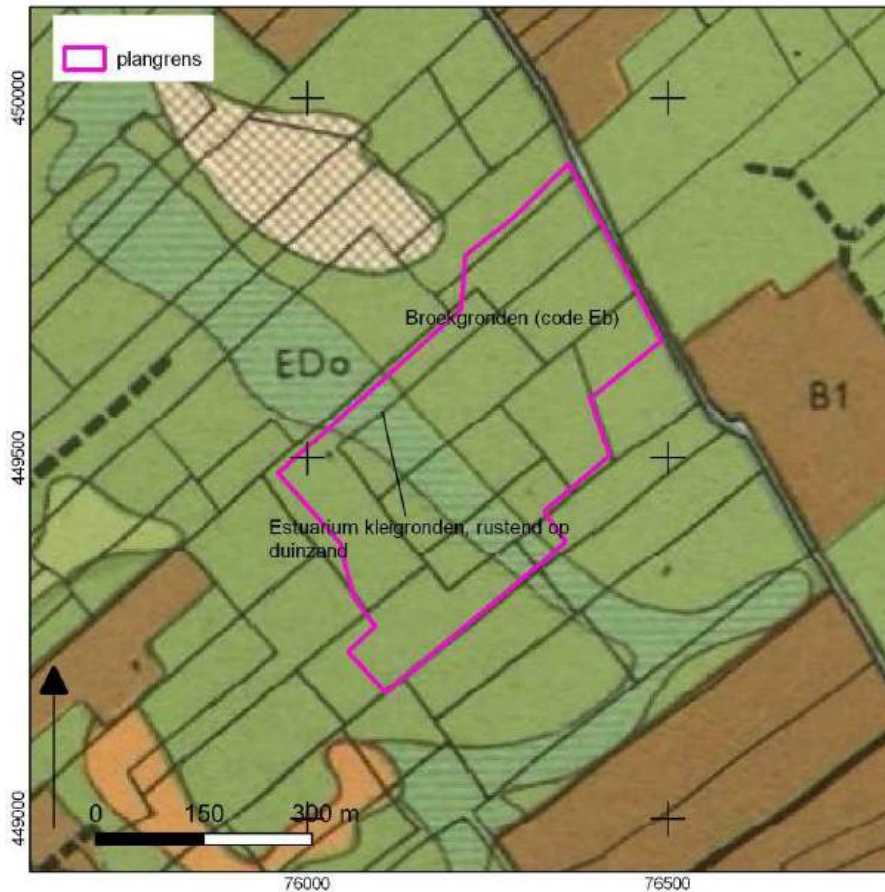 plangrens
450000
Broekgronden (code Eb)
EDo
B1
449500
Estuarium kleigronden, rustend op
duinzand
0 150 300 m
449000
76000 76500